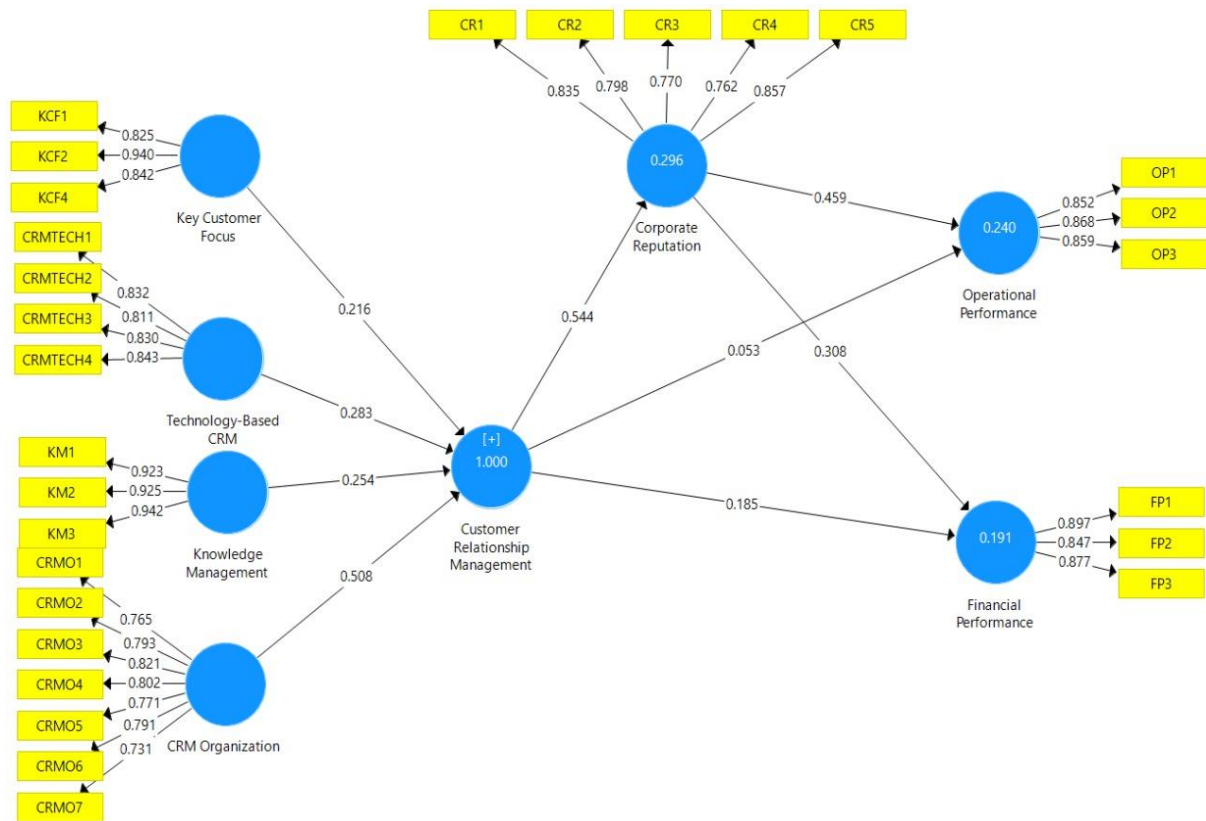 CR1
CR2
CR3
CR4
CR5
0.835
0.798
0.770
0.762
0.857
KCF1
KCF2
KCF4
0.825
0.940
0.842
Key Customer
Focus
CRMTECH1
CRMTECH2
CRMTECH3
CRMTECH4
0.832
0.811
0.830
0.843
Technology-Based
CRM
KM1
KM2
KM3
0.923
0.925
0.942
Knowledge
Management
CRMO1
CRMO2
CRMO3
CRMO4
CRMO5
CRMO6
CRMO7
0.765
0.793
0.821
0.802
0.771
0.791
0.731
CRM Organization
0.216
0.283
0.254
0.508
[+]
1.000
Customer
Relationship
Management
0.544
0.053
0.185
0.296
Corporate
Reputation
0.459
0.308
0.240
Operational
Performance
0.852
0.868
0.859
OP1
OP2
OP3
0.191
Financial
Performance
0.897
0.847
0.877
FP1
FP2
FP3